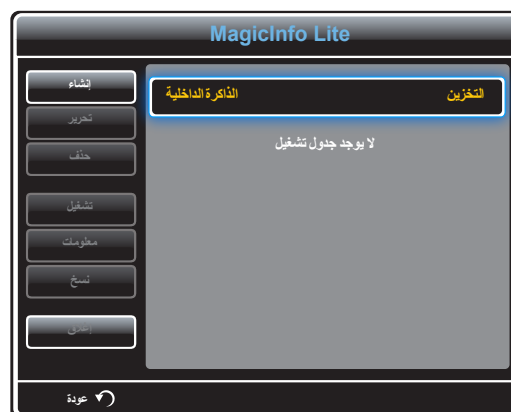 MagicInfo Lite
إنشاء
تحرير
حذف
تشغيل
معلومات
نسخ
إغلاق
التخزين الذاكرة الداخلية
لا يوجد جدول تشغيل
عودة